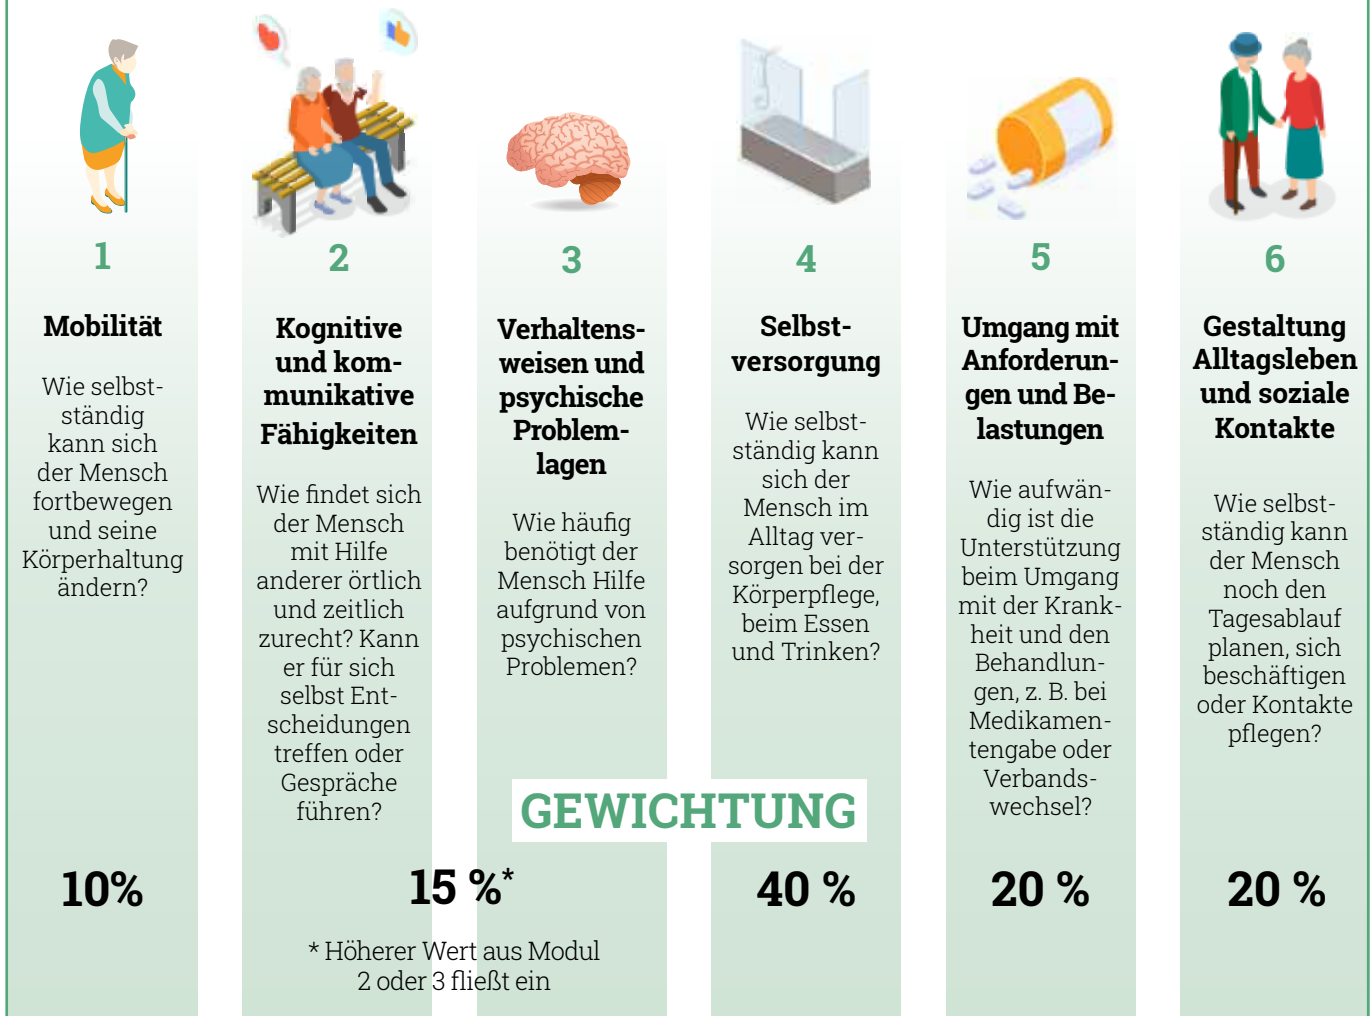 1
Mobilität
Wie selbst-
ständig
kann sich
der Mensch
fortbewegen
und seine
Körperhaltung
ändern?
2
Kognitive
und kom-
munikative
Fähigkeiten
Wie findet sich
der Mensch
mit Hilfe
anderer örtlich
und zeitlich
zurecht? Kann
er für sich
selbst Ent-
scheidungen
treffen oder
Gespräche
führen?
3
Verhaltens-
weisen und
psychische
Problem-
lagen
Wie häufig
benötigt der
Mensch Hilfe
aufgrund von
psychischen
Problemen?
4
Selbst-
versorgung
Wie selbst-
ständig kann
sich der
Mensch im
Alltag ver-
sorgen bei der
Körperpflege,
beim Essen
und Trinken?
5
Umgang mit
Anforderun-
gen und Be-
lastungen
Wie aufwän-
dig ist die
Unterstützung
beim Umgang
mit der Krank-
heit und den
Behandlun-
gen, z. B. bei
Medikamen-
tengabe oder
Verbands-
wechsel?
6
Gestaltung
Alltagsleben
und soziale
Kontakte
Wie selbst-
ständig kann
der Mensch
noch den
Tagesablauf
planen, sich
beschäftigen
oder Kontakte
pflegen?
GEWICHTUNG
10%
15 %*
40 %
20 %
20 %
* Höherer Wert aus Modul
2 oder 3 fließt ein